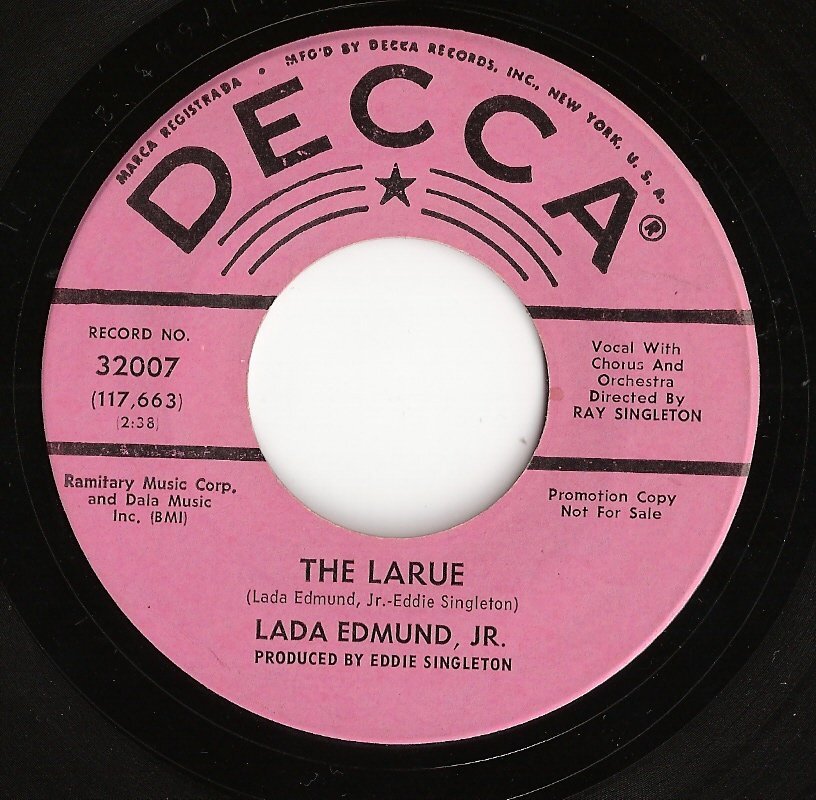 MARCA REGISTRADA • MFG'D BY DECCA RECORDS, INC., NEW YORK, U. S. A.
DECCA®
RECORD NO.
32007
(117,663)
(2:38)
Vocal With
Chorus And
Orchestra
Directed By
RAY SINGLETON
Ramitary Music Corp.
and Dala Music
Inc. (BMI)
Promotion Copy
Not For Sale
THE LARUE
(Lada Edmund, Jr.-Eddie Singleton)
LADA EDMUND, JR.
PRODUCED BY EDDIE SINGLETON